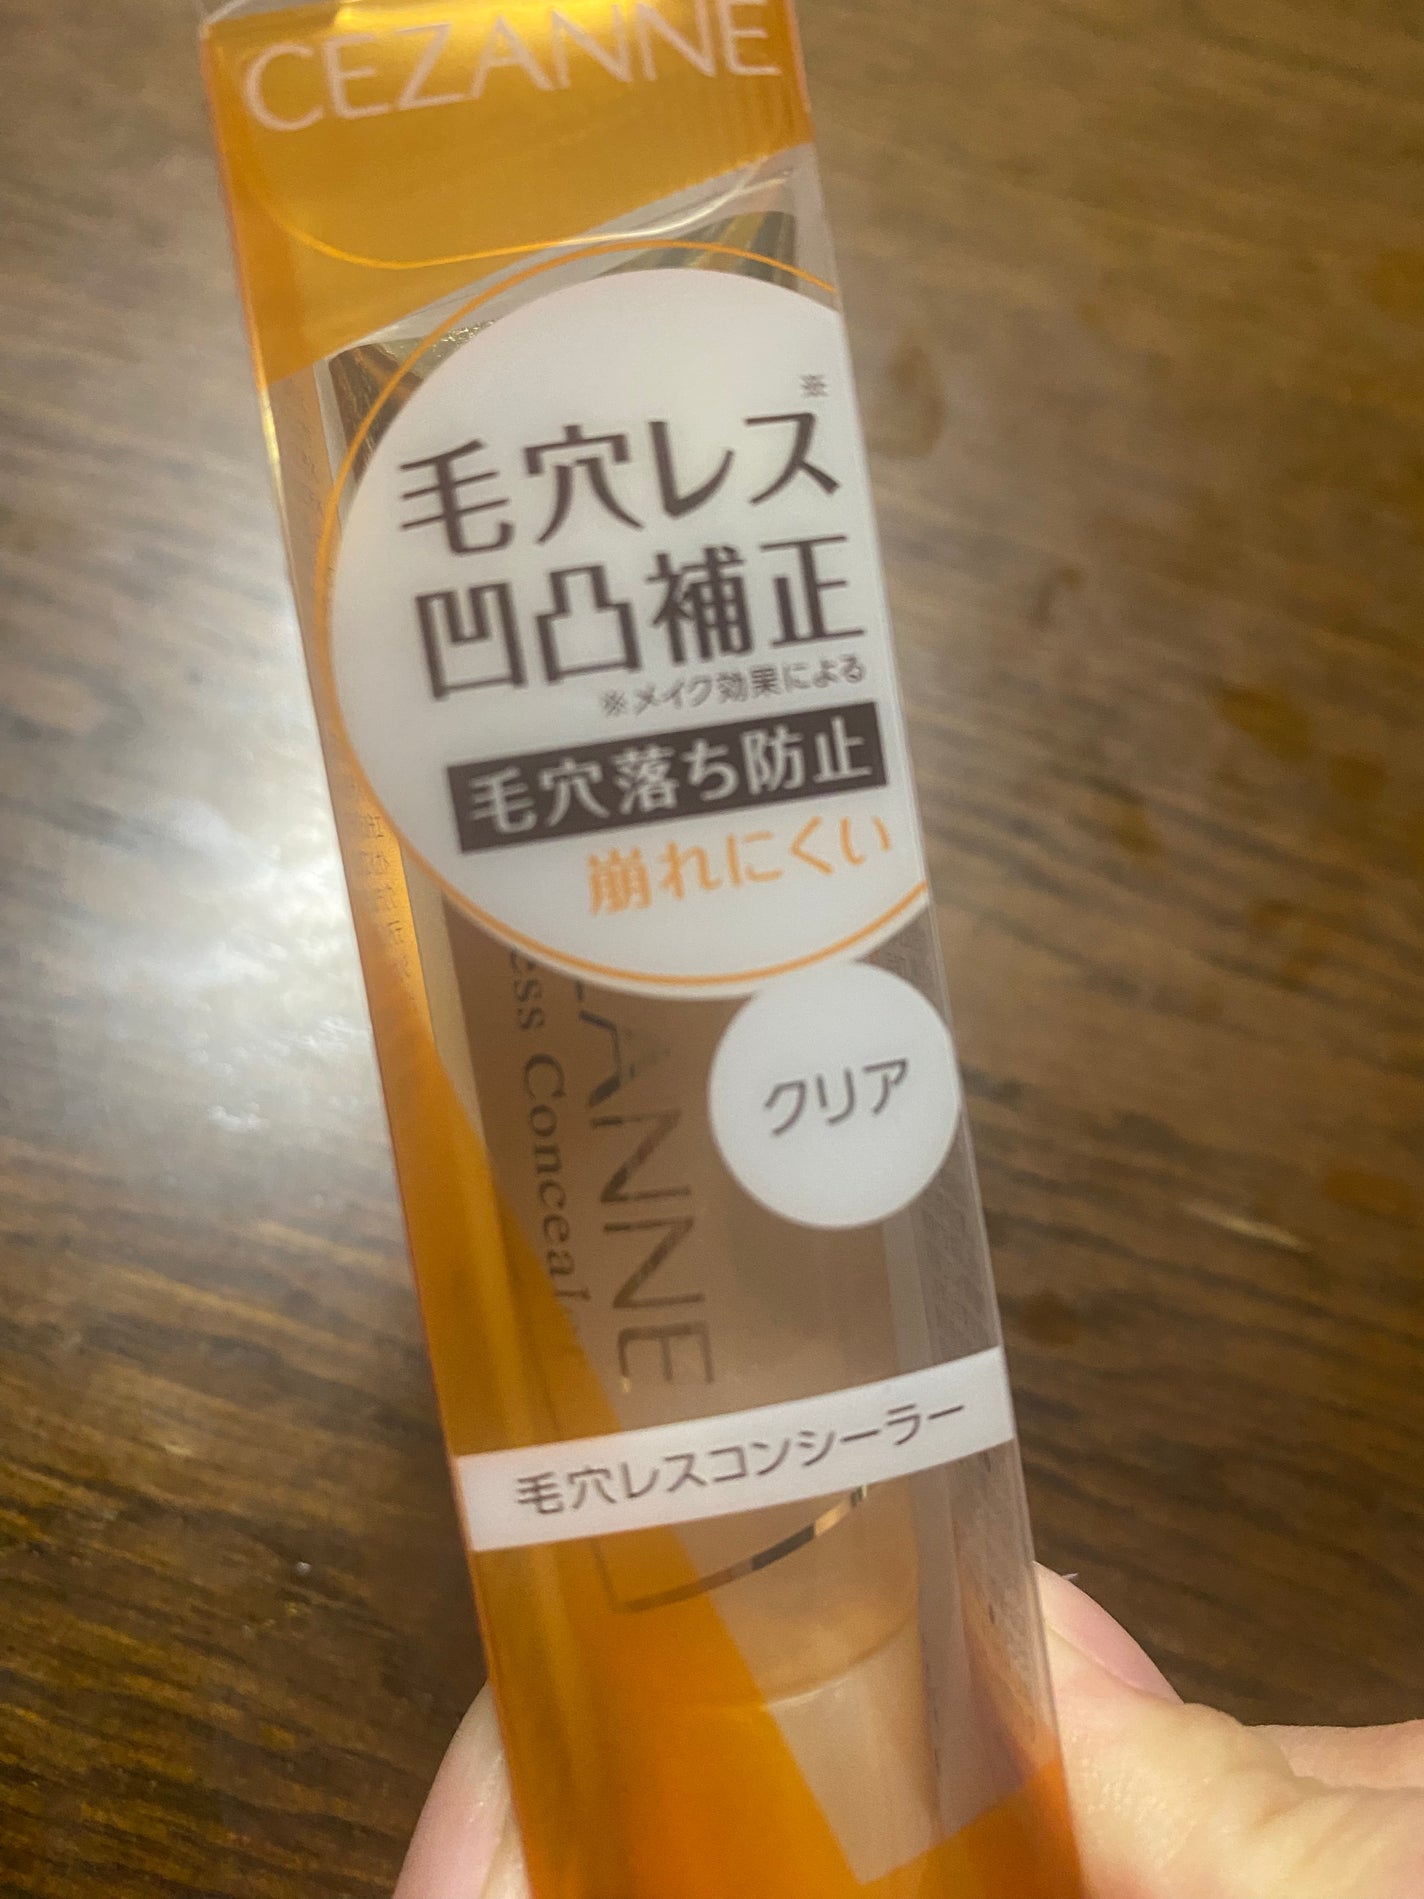 CEZANNE
毛穴レス※
凹凸補正
※メイク効果による
毛穴落ち防止
崩れにくい
クリア
毛穴レスコンシーラー